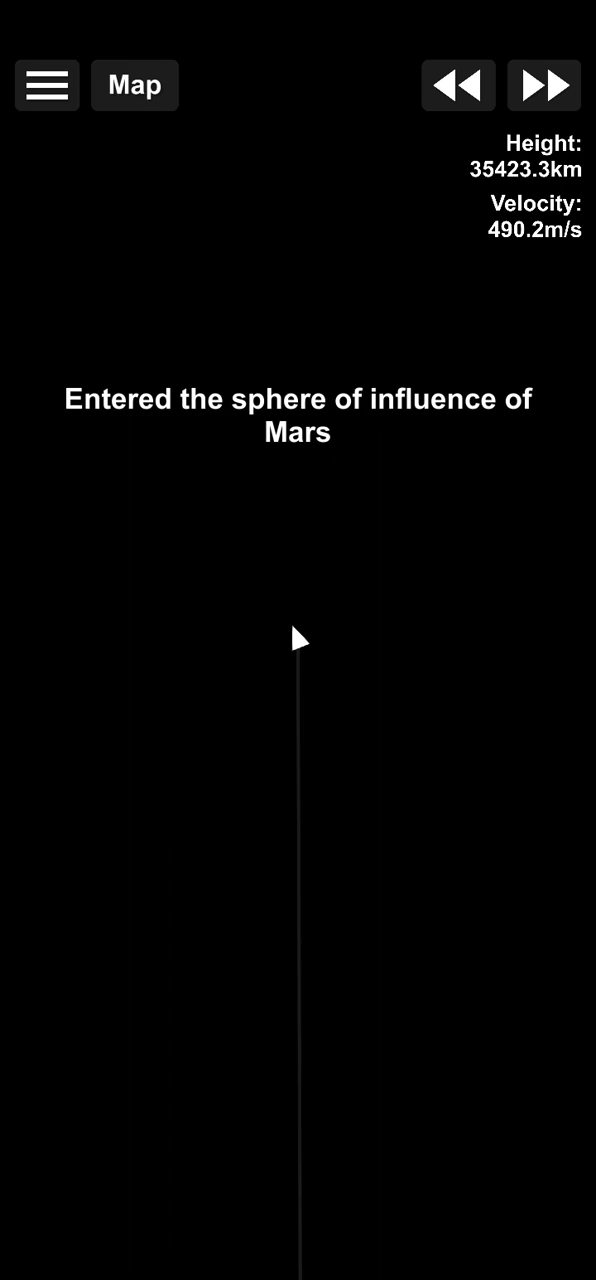 Map
Height:
35423.3km
Velocity:
490.2m/s
Entered the sphere of influence of
Mars